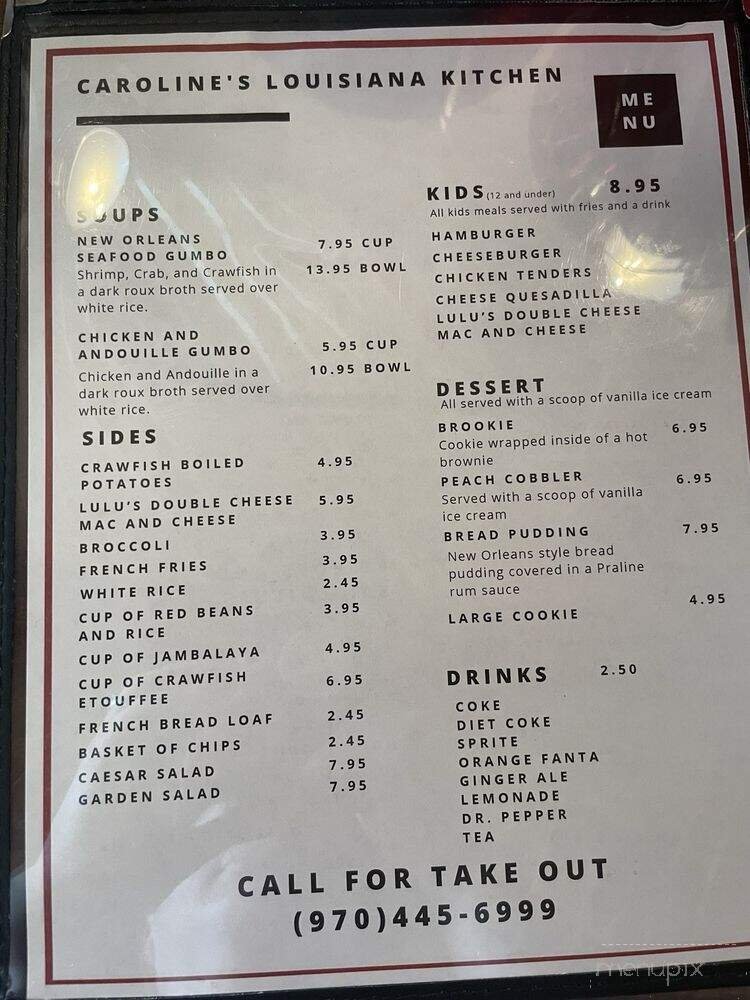 CAROLINE'S LOUISIANA KITCHEN
ME
NU
SOUPS
NEW ORLEANS
SEAFOOD GUMBO
7.95 CUP
13.95 BOWL
Shrimp, Crab, and Crawfish in
a dark roux broth served over
white rice.
CHICKEN AND
ANDOUILLE GUMBO
5.95 CUP
10.95 BOWL
Chicken and Andouille in a
dark roux broth served over
white rice.
SIDES
CRAWFISH BOILED 4.95
POTATOES
LULU'S DOUBLE CHEESE 5.95
MAC AND CHEESE
BROCCOLI 3.95
FRENCH FRIES 3.95
WHITE RICE 2.45
CUP OF RED BEANS 3.95
AND RICE
CUP OF JAMBALAYA 4.95
CUP OF CRAWFISH 6.95
ETOUFFEE
FRENCH BREAD LOAF 2.45
BASKET OF CHIPS 2.45
CAESAR SALAD 7.95
GARDEN SALAD 7.95
KIDS (12 and under) 8.95
All kids meals served with fries and a drink
HAMBURGER
CHEESEBURGER
CHICKEN TENDERS
CHEESE QUESADILLA
LULU'S DOUBLE CHEESE
MAC AND CHEESE
DESSERT
All served with a scoop of vanilla ice cream
BROOKIE 6.95
Cookie wrapped inside of a hot
brownie
PEACH COBBLER 6.95
Served with a scoop of vanilla
ice cream
BREAD PUDDING 7.95
New Orleans style bread
pudding covered in a Praline
rum sauce
LARGE COOKIE 4.95
DRINKS 2.50
COKE
DIET COKE
SPRITE
ORANGE FANTA
GINGER ALE
LEMONADE
DR. PEPPER
TEA
CALL FOR TAKE OUT
(970)445-6999
menupix